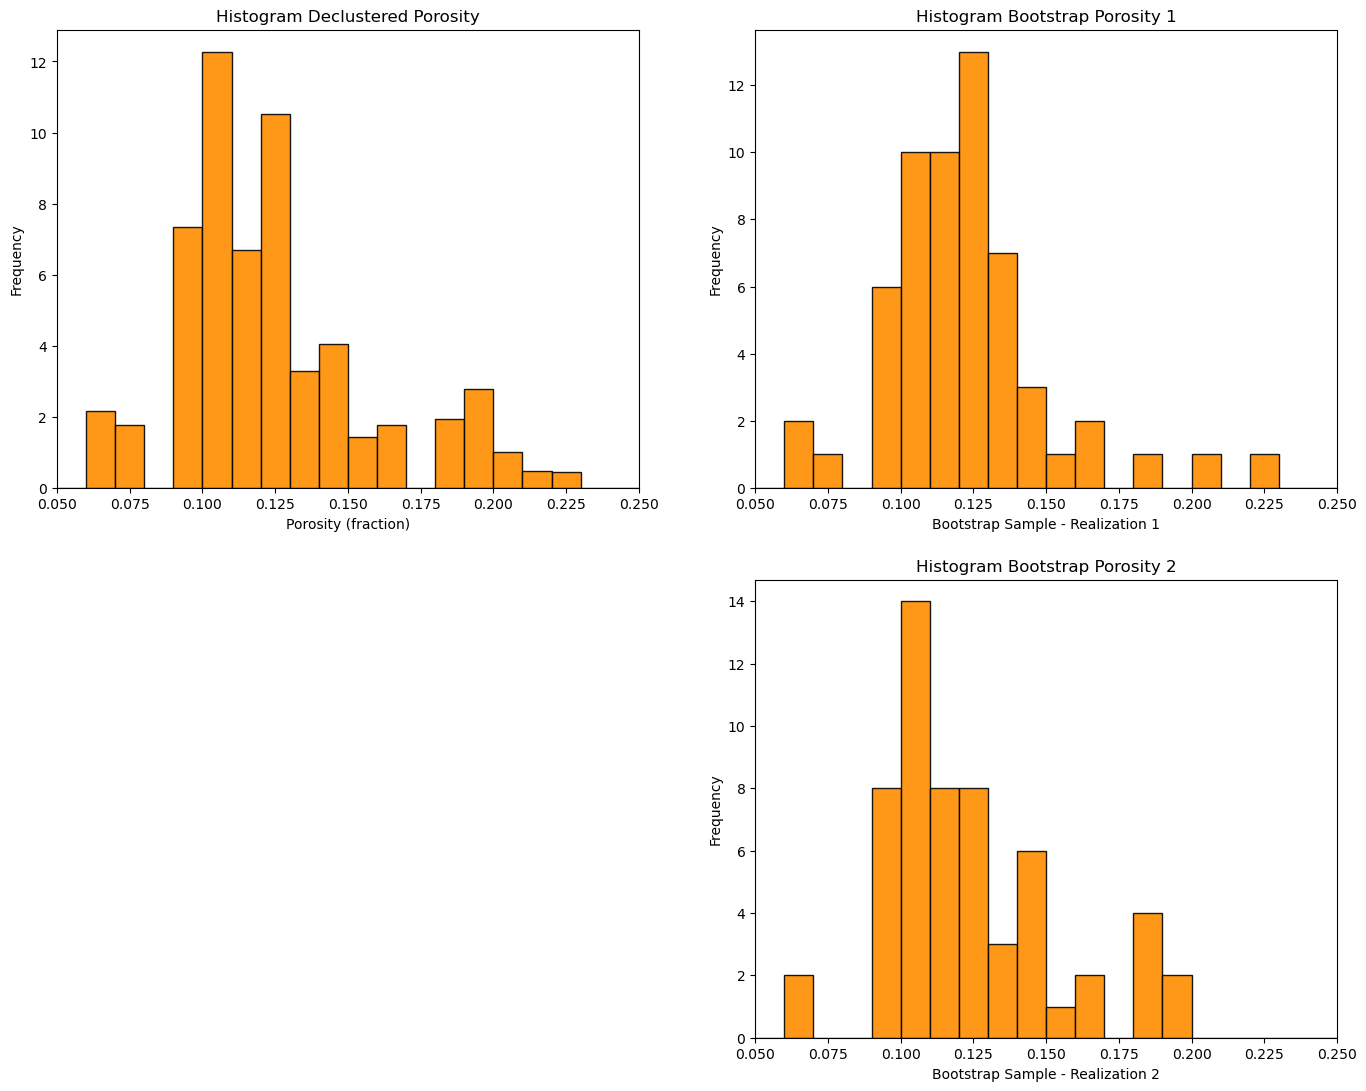 Histogram Declustered Porosity
12
10
8
6
4
2
0
Frequency
0.050 0.075 0.100 0.125 0.150 0.175 0.200 0.225 0.250
Porosity (fraction)
Histogram Bootstrap Porosity 1
12
10
8
6
4
2
0
Frequency
0.050 0.075 0.100 0.125 0.150 0.175 0.200 0.225 0.250
Bootstrap Sample - Realization 1
Histogram Bootstrap Porosity 2
14
12
10
8
6
4
2
0
Frequency
0.050 0.075 0.100 0.125 0.150 0.175 0.200 0.225 0.250
Bootstrap Sample - Realization 2